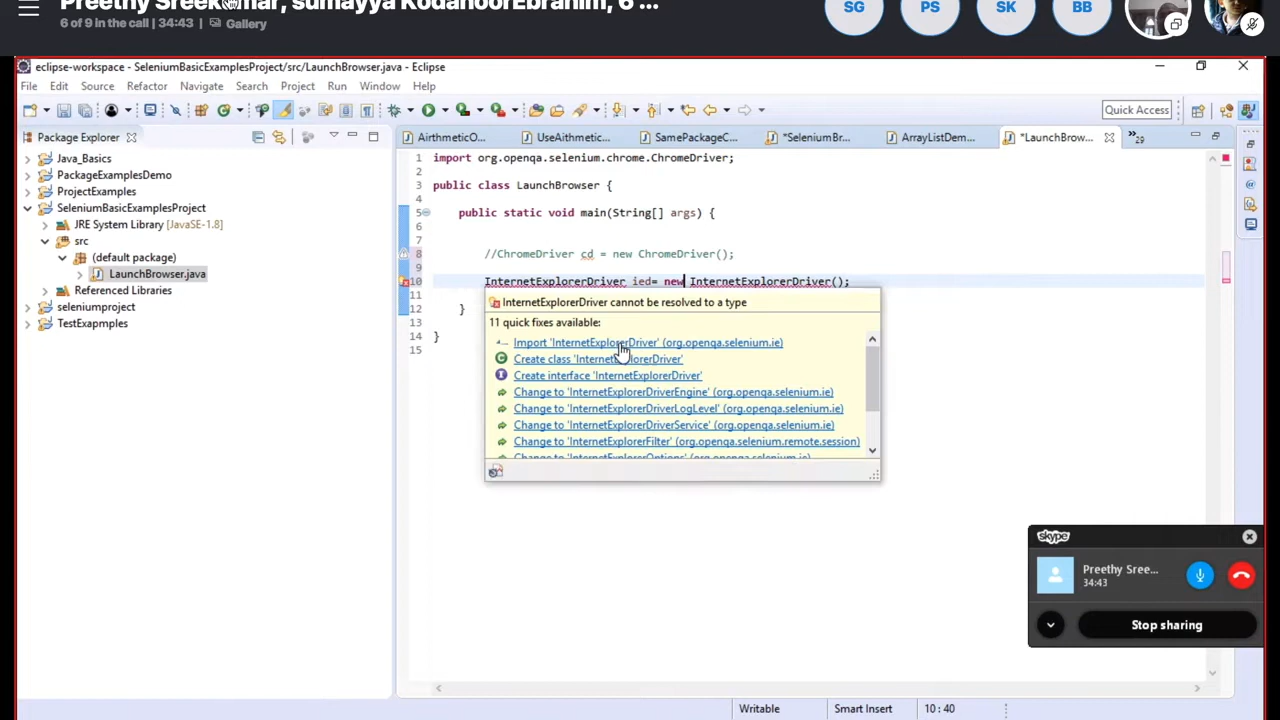 Preethy Sreekumar, sumayya KodanoorEbrahim, 6 ...
6 of 9 in the call | 34:43 | Gallery
SG
PS
SK
BB
eclipse-workspace - SeleniumBasicExamplesProject/src/LaunchBrowser.java - Eclipse
File Edit Source Refactor Navigate Search Project Run Window Help
Quick Access
Package Explorer
Java_Basics
PackageExamplesDemo
ProjectExamples
SeleniumBasicExamplesProject
JRE System Library [JavaSE-1.8]
src
(default package)
LaunchBrowser.java
Referenced Libraries
seleniumproject
TestExapmples
AirthmeticO... UseAithmetic... SamePackageC... *SeleniumBr... ArrayListDem... *LaunchBrow... »29
1 import org.openqa.selenium.chrome.ChromeDriver;
2
3 public class LaunchBrowser {
4
5 public static void main(String[] args) {
6
7
8 //ChromeDriver cd = new ChromeDriver();
9
10 InternetExplorerDriver ied= new InternetExplorerDriver();
11
12 }
13
14 }
15
InternetExplorerDriver cannot be resolved to a type
11 quick fixes available:
Import 'InternetExplorerDriver' (org.openqa.selenium.ie)
Create class 'InternetExplorerDriver'
Create interface 'InternetExplorerDriver'
Change to 'InternetExplorerDriverEngine' (org.openqa.selenium.ie)
Change to 'InternetExplorerDriverLogLevel' (org.openqa.selenium.ie)
Change to 'InternetExplorerDriverService' (org.openqa.selenium.ie)
Change to 'InternetExplorerFilter' (org.openqa.selenium.remote.session)
Change to 'InternetExplorerOptions' (org.openqa.selenium.ie)
skype
Preethy Sree...
34:43
Stop sharing
Writable Smart Insert 10 : 40